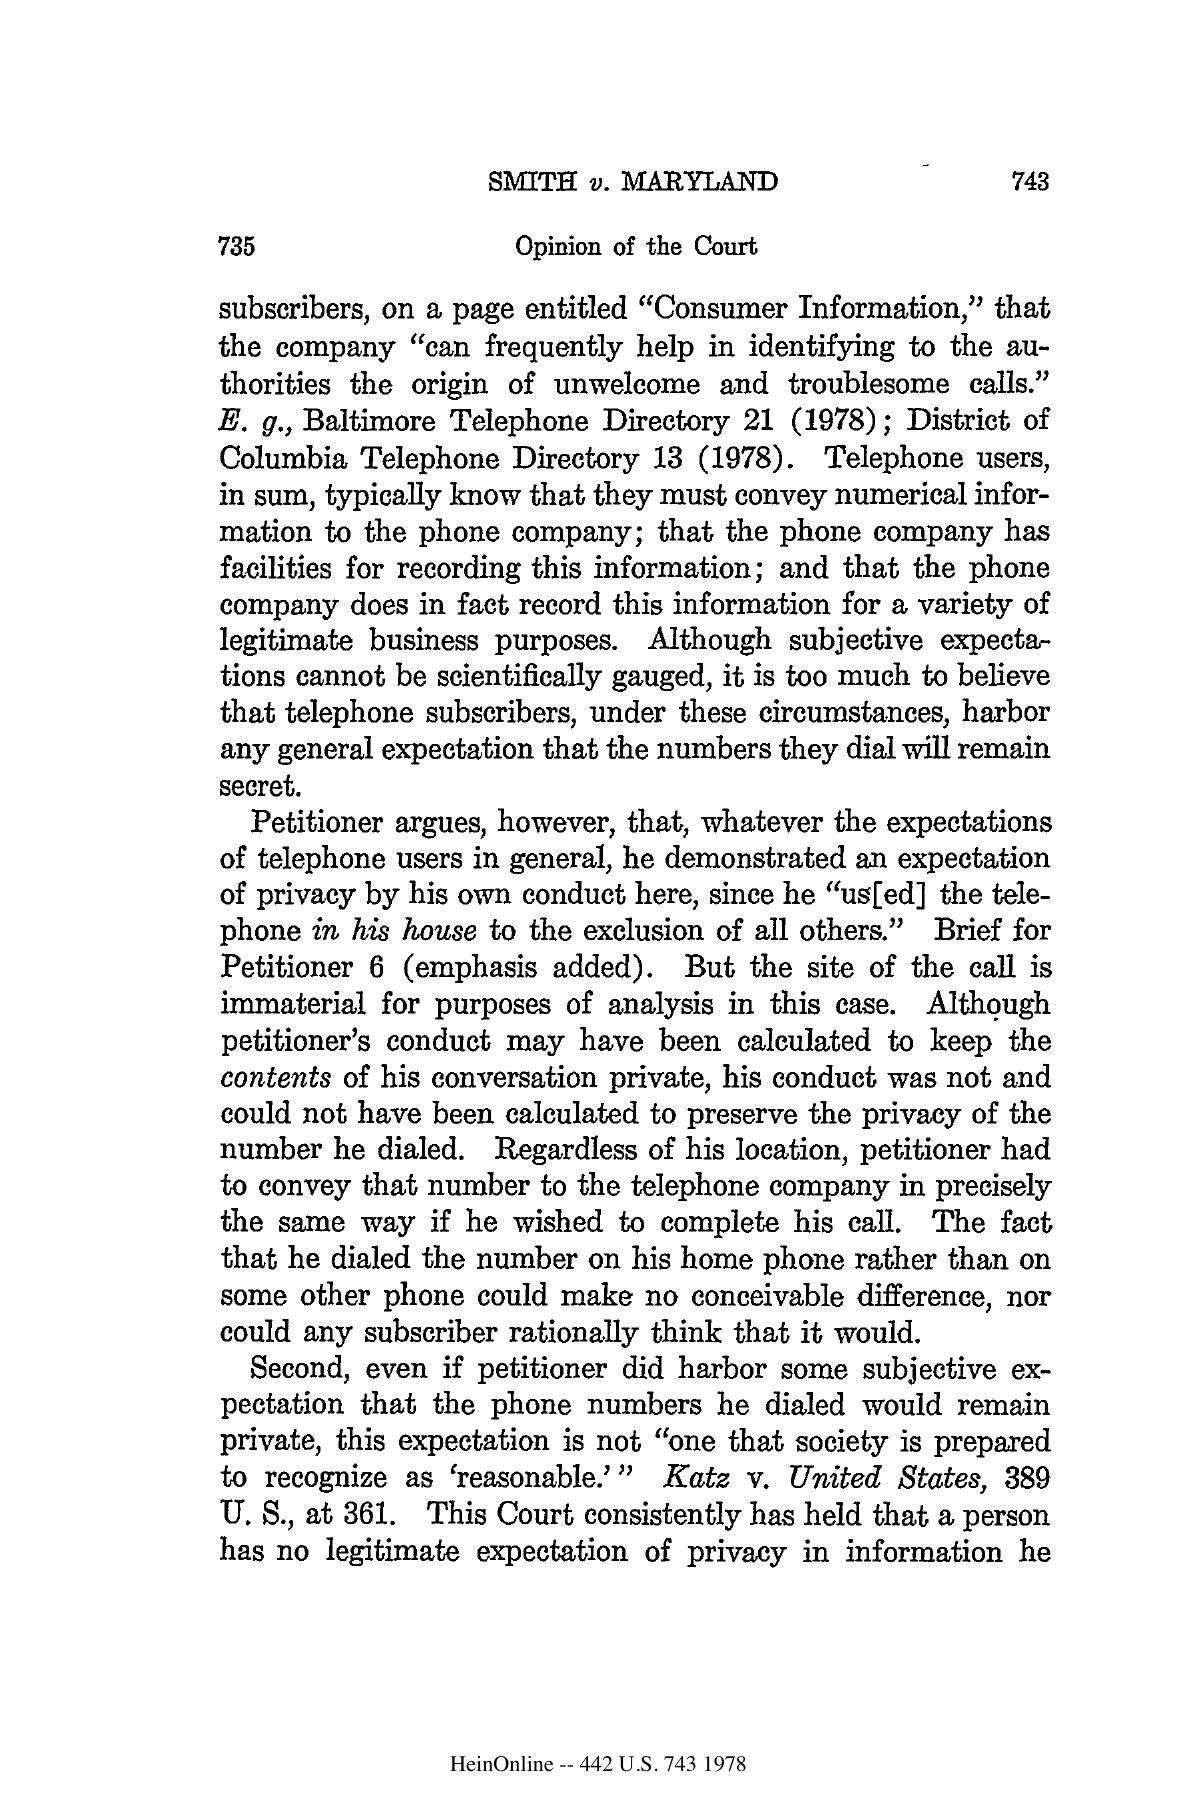 SMITH v. MARYLAND 743
735 Opinion of the Court
subscribers, on a page entitled “Consumer Information,” that
the company “can frequently help in identifying to the au-
thorities the origin of unwelcome and troublesome calls.”
E. g., Baltimore Telephone Directory 21 (1978); District of
Columbia Telephone Directory 13 (1978). Telephone users,
in sum, typically know that they must convey numerical infor-
mation to the phone company; that the phone company has
facilities for recording this information; and that the phone
company does in fact record this information for a variety of
legitimate business purposes. Although subjective expecta-
tions cannot be scientifically gauged, it is too much to believe
that telephone subscribers, under these circumstances, harbor
any general expectation that the numbers they dial will remain
secret.
Petitioner argues, however, that, whatever the expectations
of telephone users in general, he demonstrated an expectation
of privacy by his own conduct here, since he “us[ed] the tele-
phone in his house to the exclusion of all others.” Brief for
Petitioner 6 (emphasis added). But the site of the call is
immaterial for purposes of analysis in this case. Although
petitioner’s conduct may have been calculated to keep the
contents of his conversation private, his conduct was not and
could not have been calculated to preserve the privacy of the
number he dialed. Regardless of his location, petitioner had
to convey that number to the telephone company in precisely
the same way if he wished to complete his call. The fact
that he dialed the number on his home phone rather than on
some other phone could make no conceivable difference, nor
could any subscriber rationally think that it would.
Second, even if petitioner did harbor some subjective ex-
pectation that the phone numbers he dialed would remain
private, this expectation is not “one that society is prepared
to recognize as ‘reasonable.’ ” Katz v. United States, 389
U. S., at 361. This Court consistently has held that a person
has no legitimate expectation of privacy in information he
HeinOnline -- 442 U.S. 743 1978